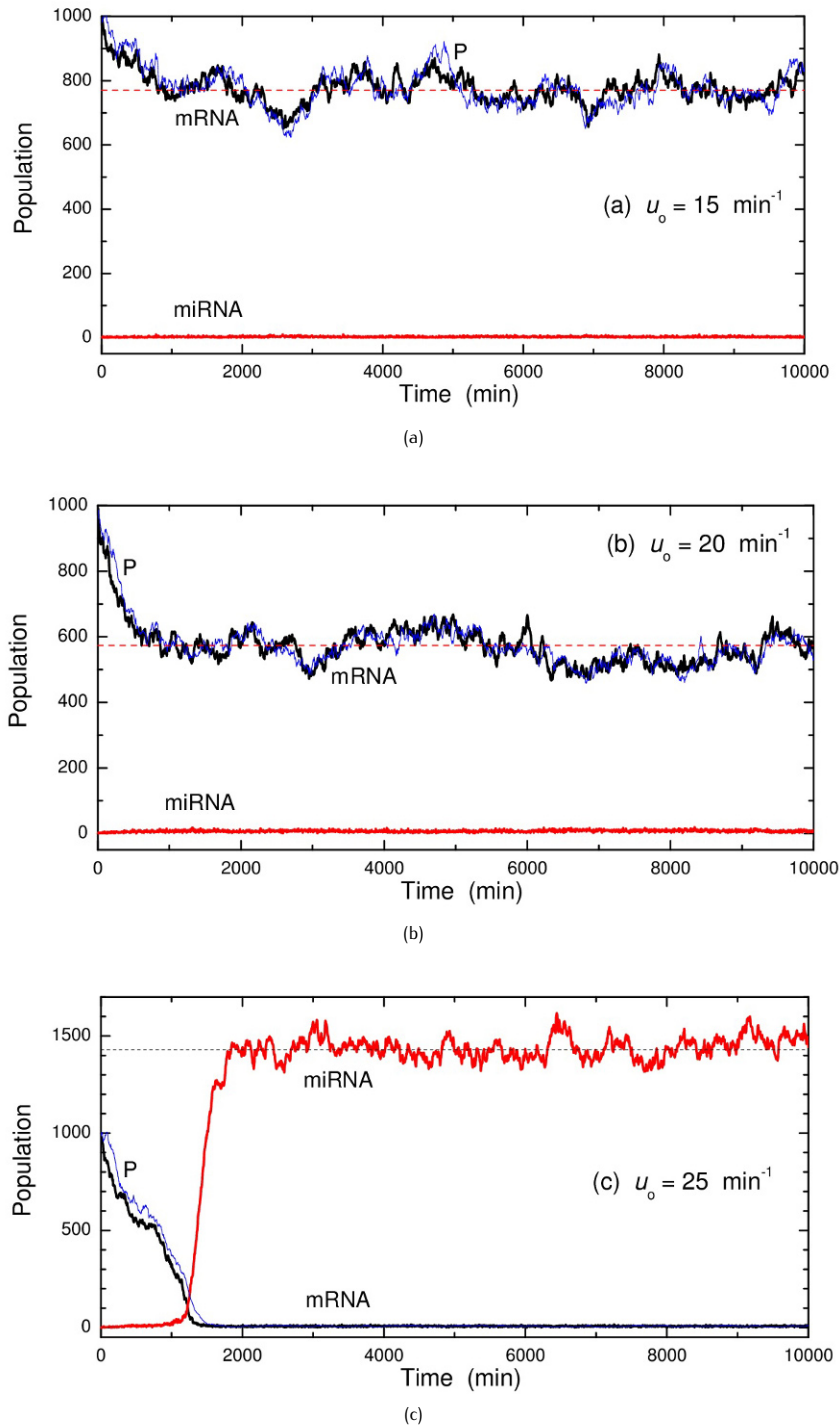 1000
800
600
400
200
0
Population
P
mRNA
(a) uo = 15 min-1
miRNA
0 2000 4000 6000 8000 10000
Time (min)
(a)
1000
800
600
400
200
0
Population
(b) uo = 20 min-1
P
mRNA
miRNA
0 2000 4000 6000 8000 10000
Time (min)
(b)
1500
1000
500
0
Population
miRNA
P
(c) uo = 25 min-1
mRNA
0 2000 4000 6000 8000 10000
Time (min)
(c)